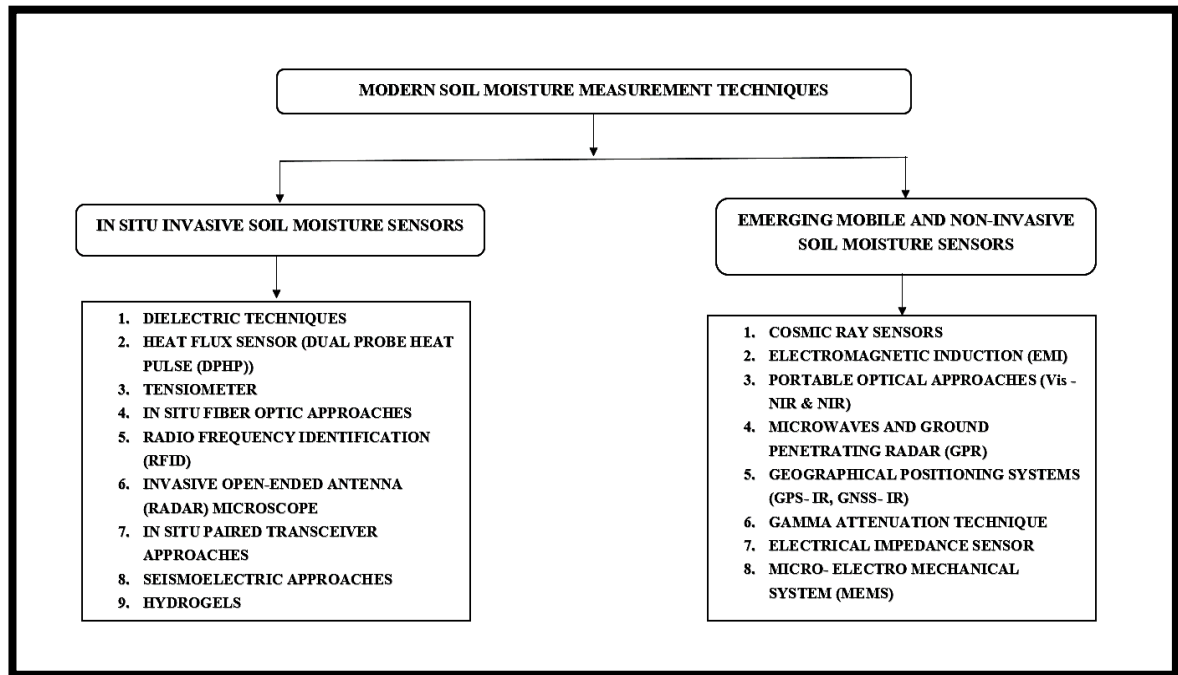 MODERN SOIL MOISTURE MEASUREMENT TECHNIQUES
IN SITU INVASIVE SOIL MOISTURE SENSORS
1. DIELECTRIC TECHNIQUES
2. HEAT FLUX SENSOR (DUAL PROBE HEAT
PULSE (DPHP))
3. TENSIOMETER
4. IN SITU FIBER OPTIC APPROACHES
5. RADIO FREQUENCY IDENTIFICATION
(RFID)
6. INVASIVE OPEN-ENDED ANTENNA
(RADAR) MICROSCOPE
7. IN SITU PAIRED TRANSCEIVER
APPROACHES
8. SEISMOELECTRIC APPROACHES
9. HYDROGELS
EMERGING MOBILE AND NON-INVASIVE
SOIL MOISTURE SENSORS
1. COSMIC RAY SENSORS
2. ELECTROMAGNETIC INDUCTION (EMI)
3. PORTABLE OPTICAL APPROACHES (Vis -
NIR & NIR)
4. MICROWAVES AND GROUND
PENETRATING RADAR (GPR)
5. GEOGRAPHICAL POSITIONING SYSTEMS
(GPS- IR, GNSS- IR)
6. GAMMA ATTENUATION TECHNIQUE
7. ELECTRICAL IMPEDANCE SENSOR
8. MICRO- ELECTRO MECHANICAL
SYSTEM (MEMS)